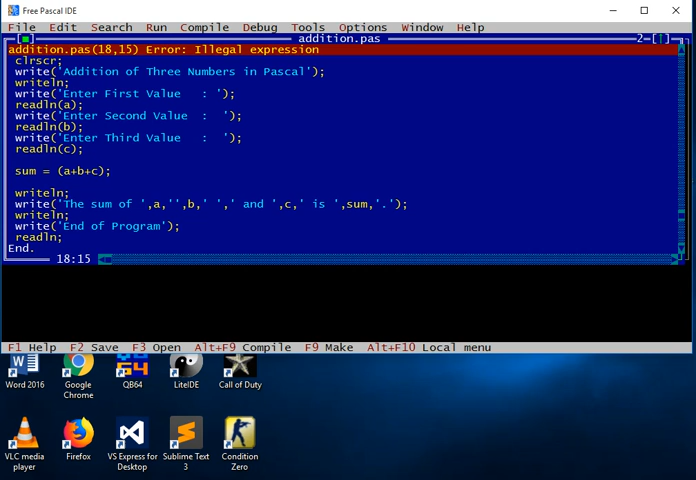 Free Pascal IDE
File Edit Search Run Compile Debug Tools Options Window Help
addition.pas 2=[↑]
addition.pas(18,15) Error: Illegal expression
clrscr;
write('Addition of Three Numbers in Pascal');
writeln;
write('Enter First Value   : ');
readln(a);
write('Enter Second Value  :  ');
readln(b);
write('Enter Third Value   :  ');
readln(c);
sum = (a+b+c);
writeln;
write('The sum of ',a,'',b,' ',' and ',c,' is ',sum,'.');
writeln;
write('End of Program');
readln;
End.
18:15
F1 Help F2 Save F3 Open Alt+F9 Compile F9 Make Alt+F10 Local menu
Word 2016
Google Chrome
QB64
LiteIDE
Call of Duty
VLC media player
Firefox
VS Express for Desktop
Sublime Text 3
Condition Zero